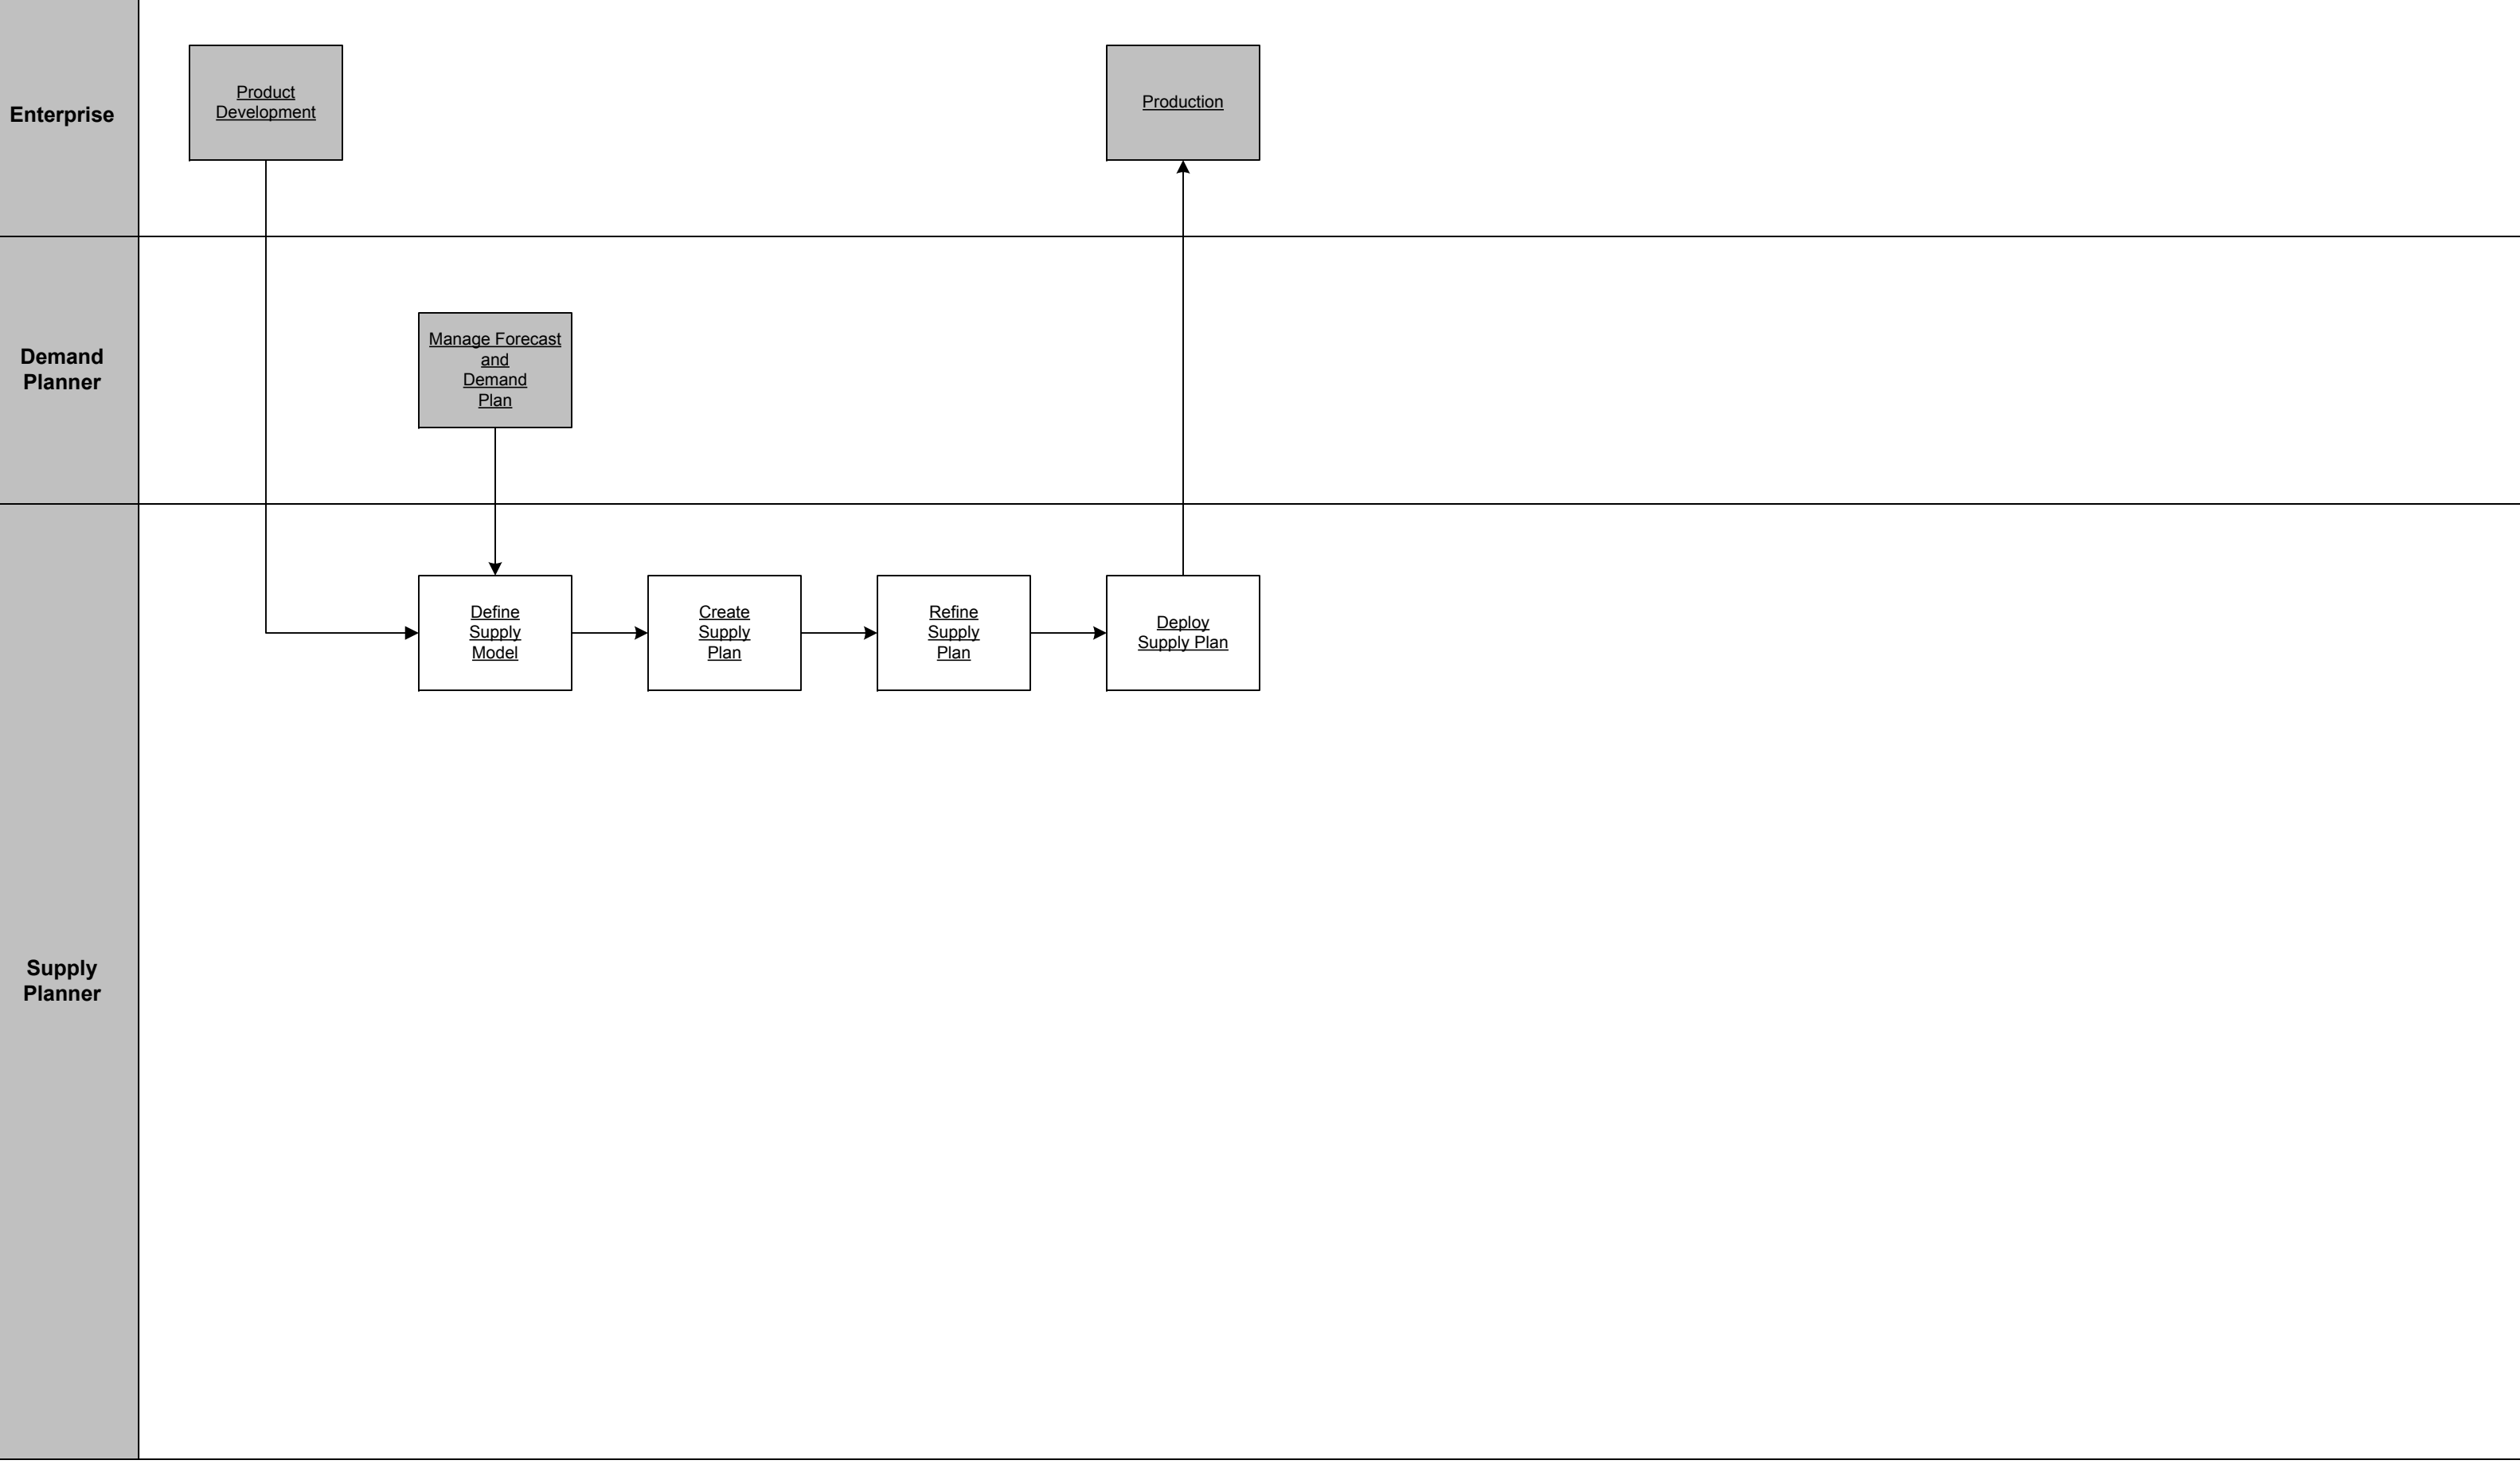 Enterprise
Product
Development
Production
Demand
Planner
Manage Forecast
and
Demand
Plan
Supply
Planner
Define
Supply
Model
Create
Supply
Plan
Refine
Supply
Plan
Deploy
Supply Plan